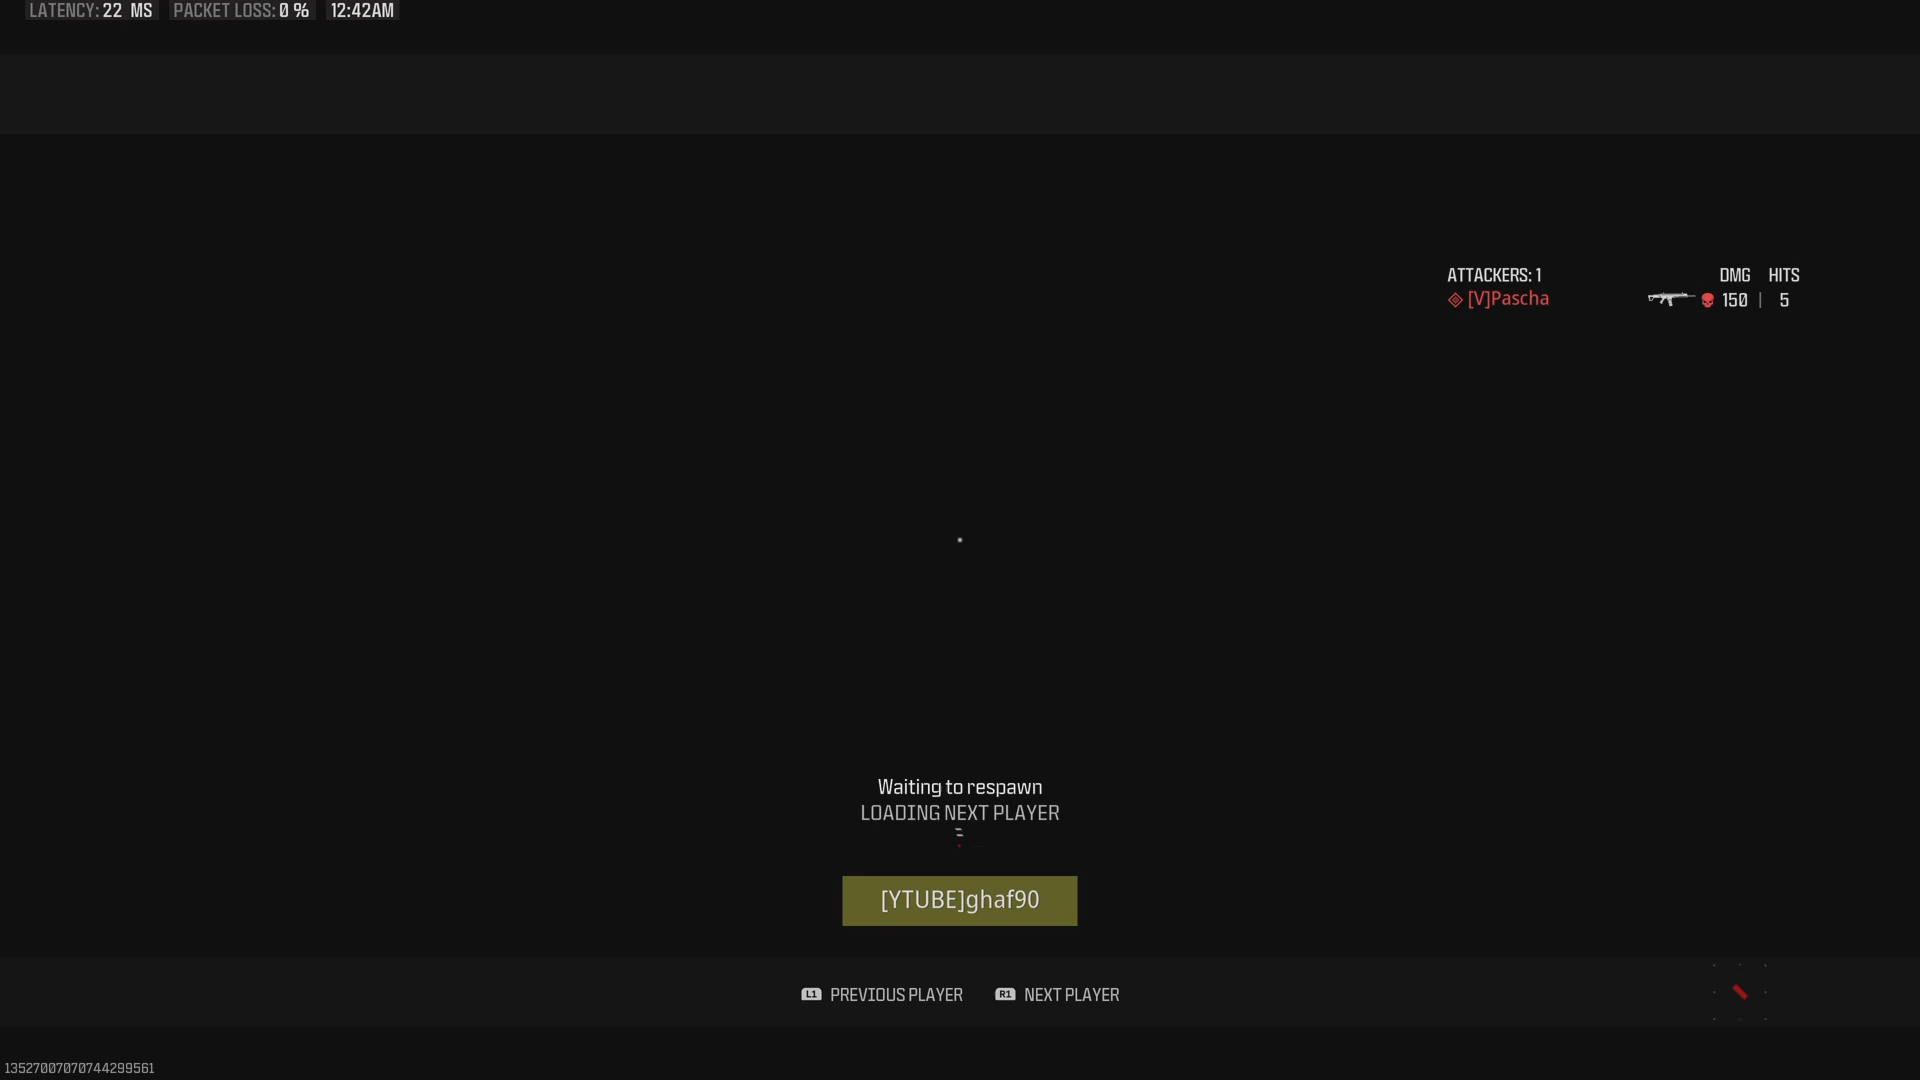 LATENCY: 22 MS PACKET LOSS: 0 % 12:42AM
ATTACKERS: 1 DMG HITS
[V]Pascha 150 | 5
Waiting to respawn
LOADING NEXT PLAYER
[YTUBE]ghaf90
L1 PREVIOUS PLAYER R1 NEXT PLAYER
13527007070744299561